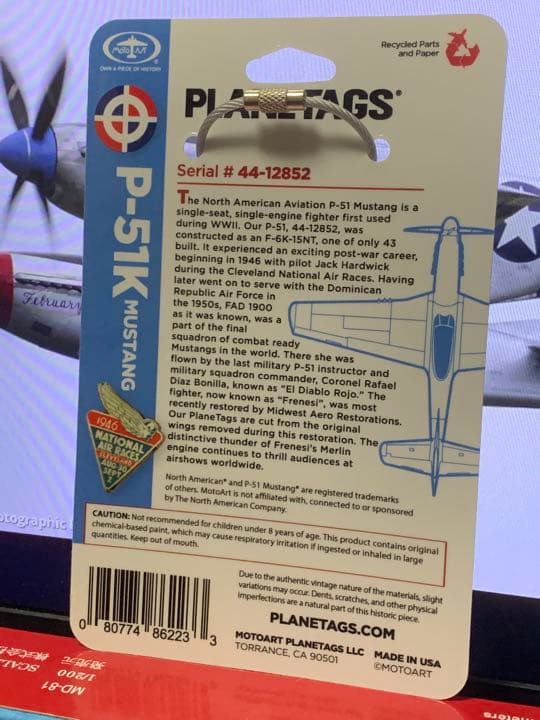 MotoArt
OWN A PIECE OF HISTORY
Recycled Parts
and Paper
PLANETAGS®
P-51K MUSTANG
Serial # 44-12852
The North American Aviation P-51 Mustang is a
single-seat, single-engine fighter first used
during WWII. Our P-51, 44-12852, was
constructed as an F-6K-15NT, one of only 43
built. It experienced an exciting post-war career,
beginning in 1946 with pilot Jack Hardwick
during the Cleveland National Air Races. Having
later went on to serve with the Dominican
Republic Air Force in
the 1950s, FAD 1900
as it was known, was a
part of the final
squadron of combat ready
Mustangs in the world. There she was
flown by the last military P-51 instructor and
military squadron commander, Coronel Rafael
Díaz Bonilla, known as "El Diablo Rojo." The
fighter, now known as "Frenesi", was most
recently restored by Midwest Aero Restorations.
Our PlaneTags are cut from the original
wings removed during this restoration. The
distinctive thunder of Frenesi's Merlin
engine continues to thrill audiences at
airshows worldwide.
1946
NATIONAL
AIR RACES
CLEVELAND
AUG 30
SEPT
2
North American® and P-51 Mustang® are registered trademarks
of others. MotoArt is not affiliated with, connected to or sponsored
by The North American Company.
CAUTION: Not recommended for children under 8 years of age. This product contains original
chemical-based paint, which may cause respiratory irritation if ingested or inhaled in large
quantities. Keep out of mouth.
0 80774 86223 3
Due to the authentic vintage nature of the materials, slight
variations may occur. Dents, scratches, and other physical
imperfections are a natural part of this historic piece.
PLANETAGS.COM
MOTOART PLANETAGS LLC
TORRANCE, CA 90501
MADE IN USA
©MOTOART
February
otographic
MD-81
1/200